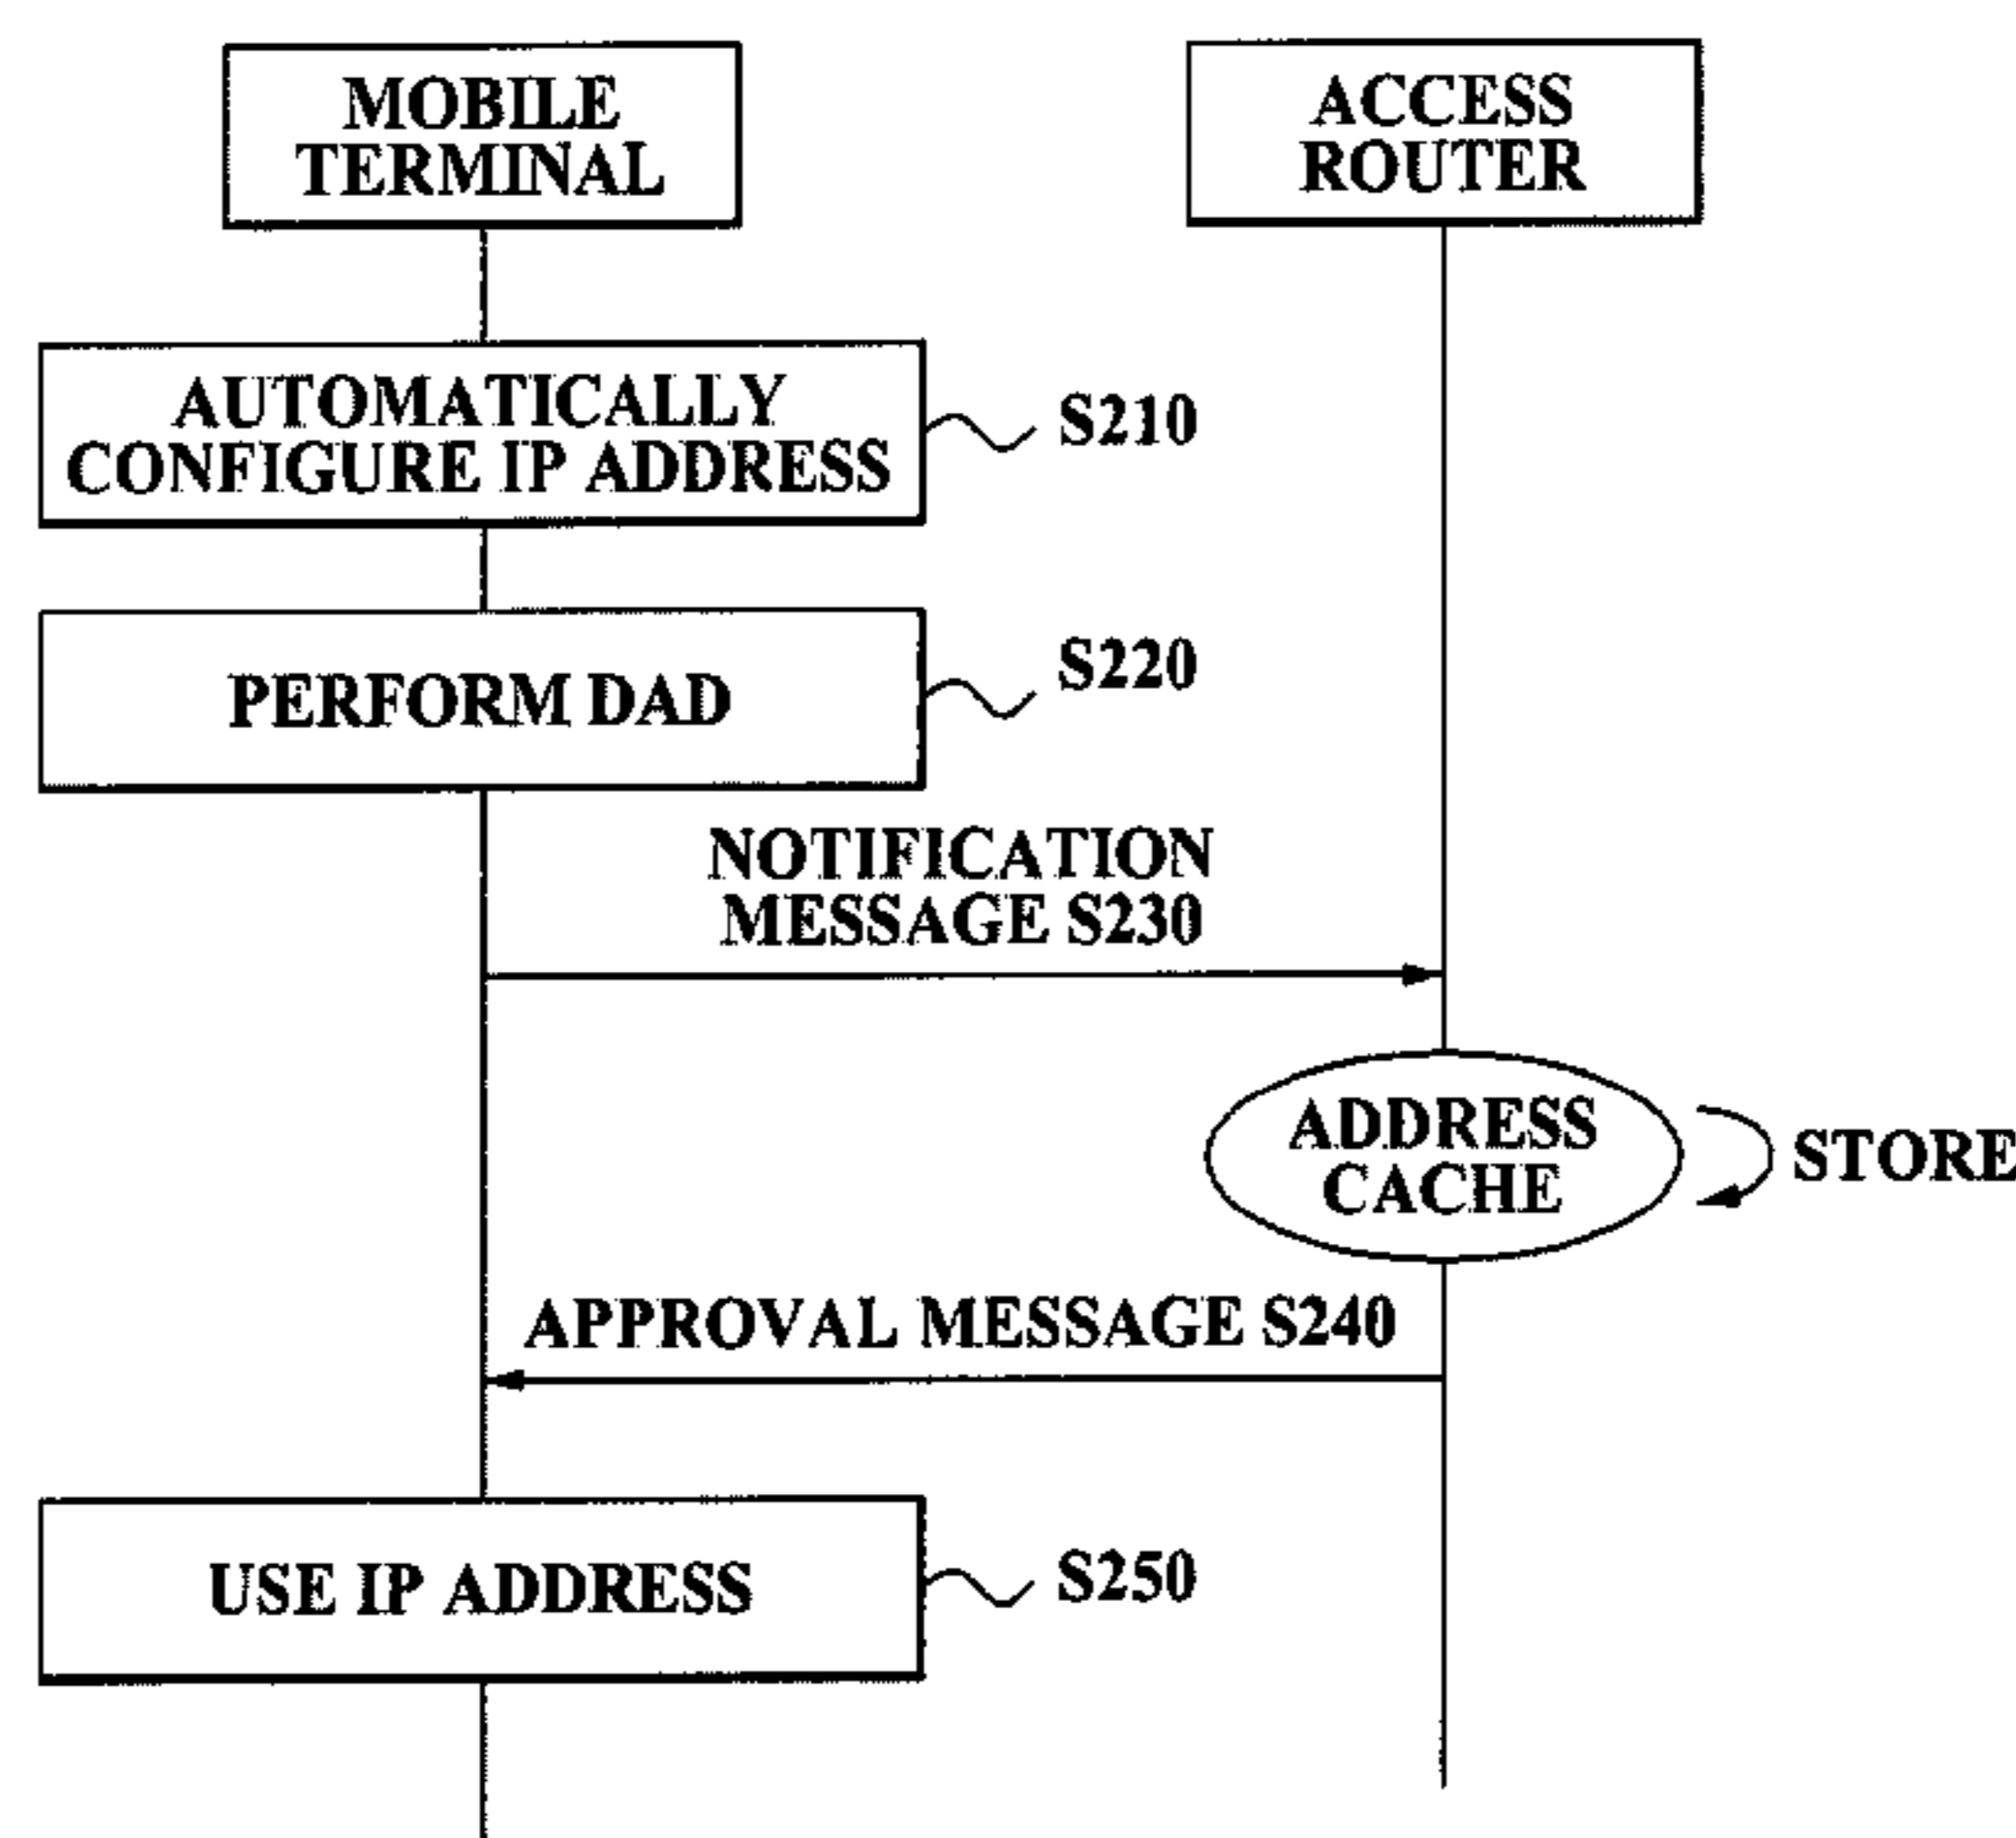 MOBILE
TERMINAL
ACCESS
ROUTER
AUTOMATICALLY
CONFIGURE IP ADDRESS
S210
PERFORM DAD
S220
NOTIFICATION
MESSAGE S230
ADDRESS
CACHE
STORE
APPROVAL MESSAGE S240
USE IP ADDRESS
S250